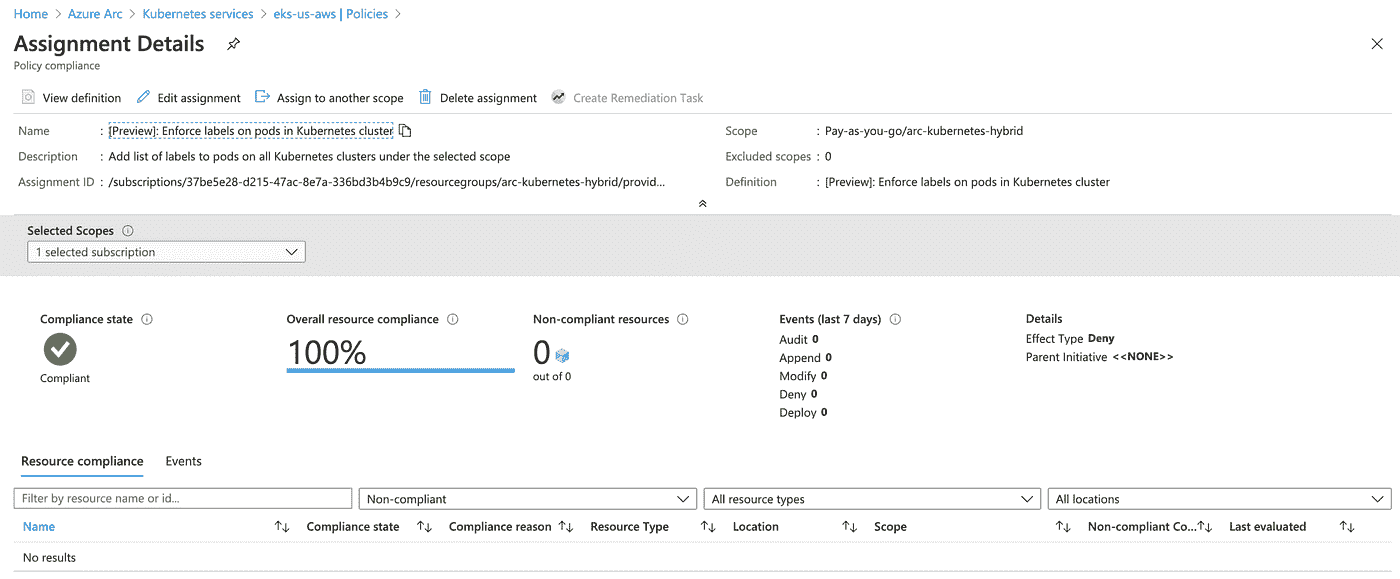 Home > Azure Arc > Kubernetes services > eks-us-aws | Policies >
Assignment Details
Policy compliance
View definition Edit assignment Assign to another scope Delete assignment Create Remediation Task
Name : [Preview]: Enforce labels on pods in Kubernetes cluster Scope : Pay-as-you-go/arc-kubernetes-hybrid
Description : Add list of labels to pods on all Kubernetes clusters under the selected scope Excluded scopes : 0
Assignment ID : /subscriptions/37be5e28-d215-47ac-8e7a-336bd3b4b9c9/resourcegroups/arc-kubernetes-hybrid/provid... Definition : [Preview]: Enforce labels on pods in Kubernetes cluster
Selected Scopes
1 selected subscription
Compliance state
Compliant
Overall resource compliance
100%
Non-compliant resources
0
out of 0
Events (last 7 days)
Audit 0
Append 0
Modify 0
Deny 0
Deploy 0
Details
Effect Type Deny
Parent Initiative <<NONE>>
Resource compliance Events
Filter by resource name or id... Non-compliant All resource types All locations
Name Compliance state Compliance reason Resource Type Location Scope Non-compliant Co... Last evaluated
No results